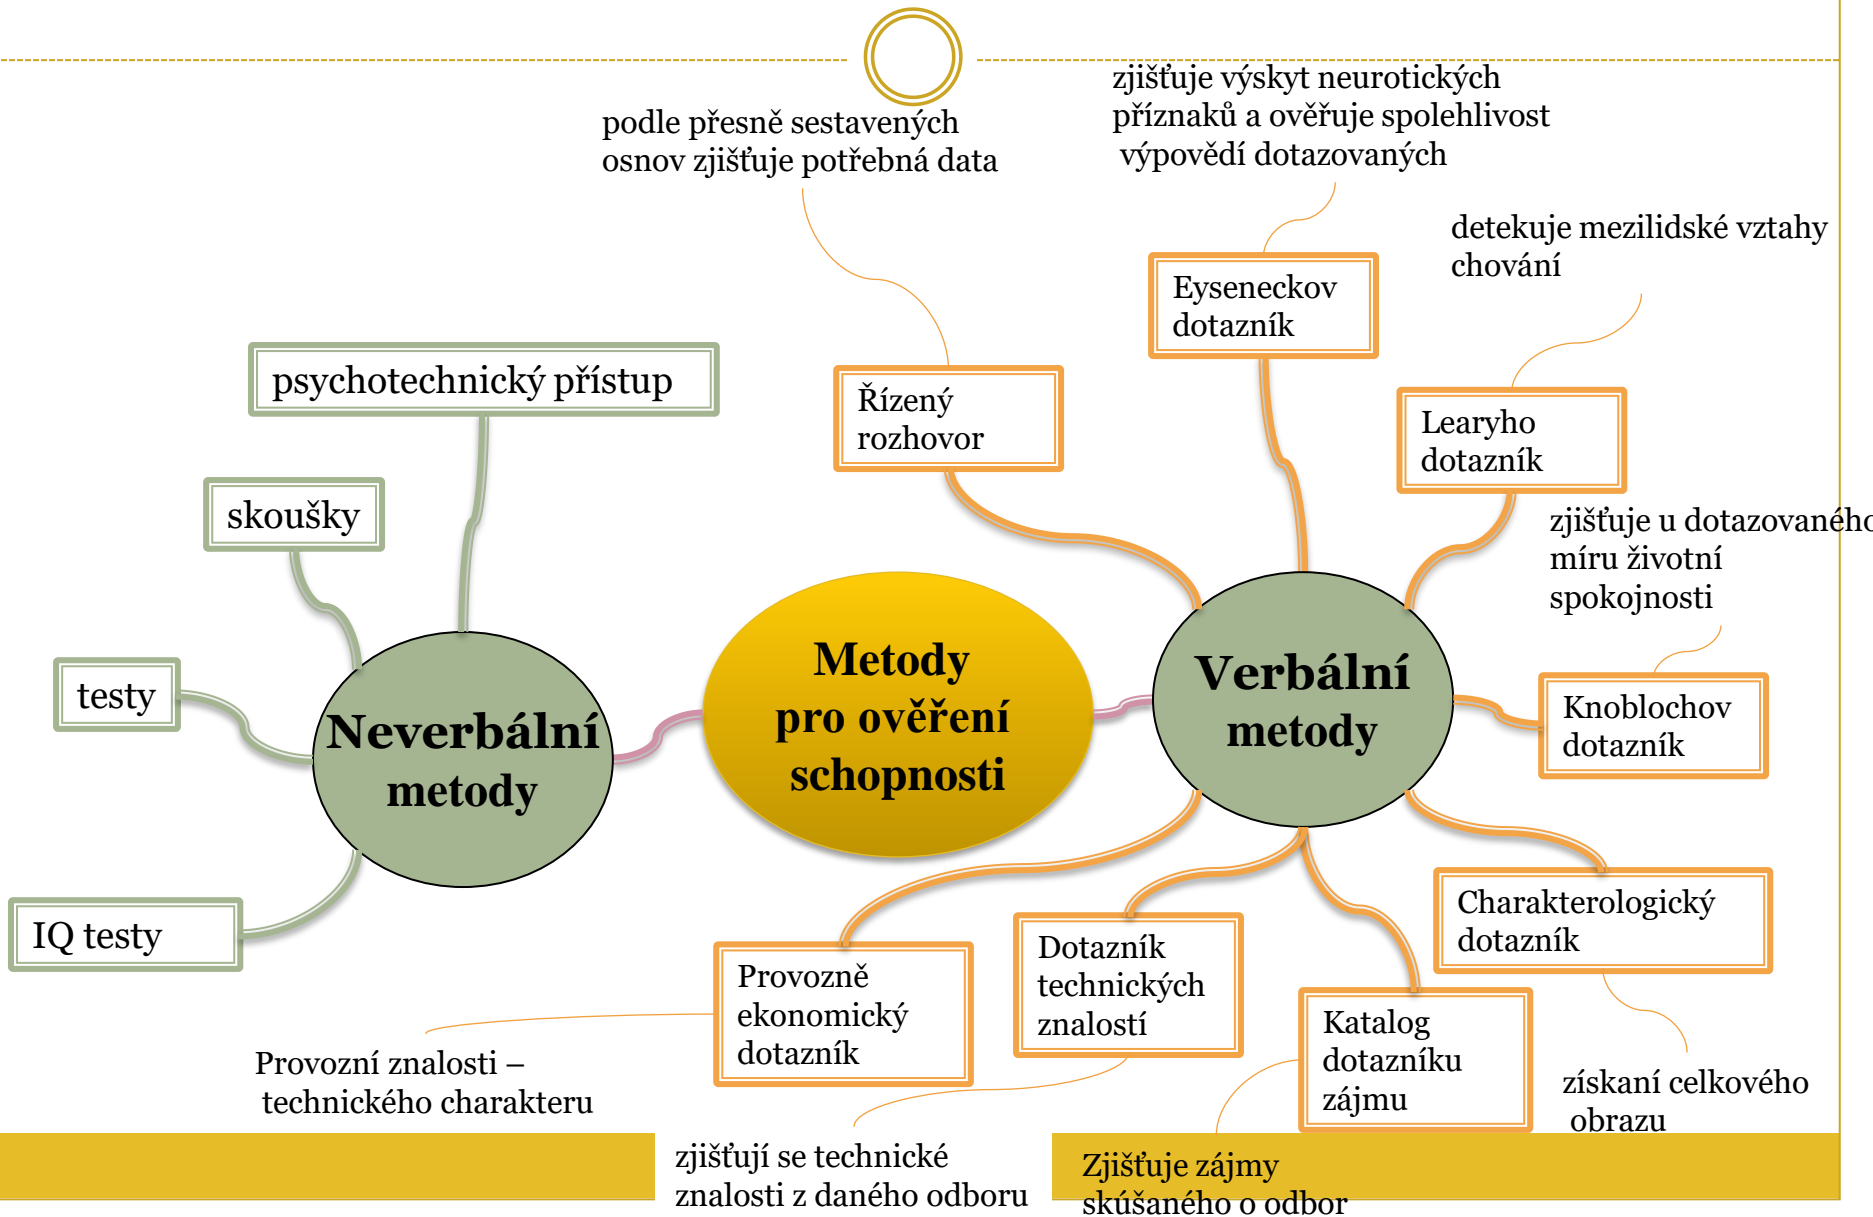 zjišťuje výskyt neurotických
příznaků a ověřuje spolehlivost
výpovědí dotazovaných
podle přesně sestavených
osnov zjišťuje potřebná data
detekuje mezilidské vztahy
chování
Eyseneckov
dotazník
psychotechnický přístup
Řízený
rozhovor
Learyho
dotazník
skoušky
zjišťuje u dotazovaného
míru životní
spokojnosti
testy
Neverbální
metody
Metody
pro ověření
schopnosti
Verbální
metody
Knoblochov
dotazník
IQ testy
Provozně
ekonomický
dotazník
Dotazník
technických
znalostí
Katalog
dotazníku
zájmu
Charakterologický
dotazník
Provozní znalosti –
technického charakteru
získaní celkového
obrazu
zjišťují se technické
znalosti z daného odboru
Zjišťuje zájmy
skúšaného o odbor